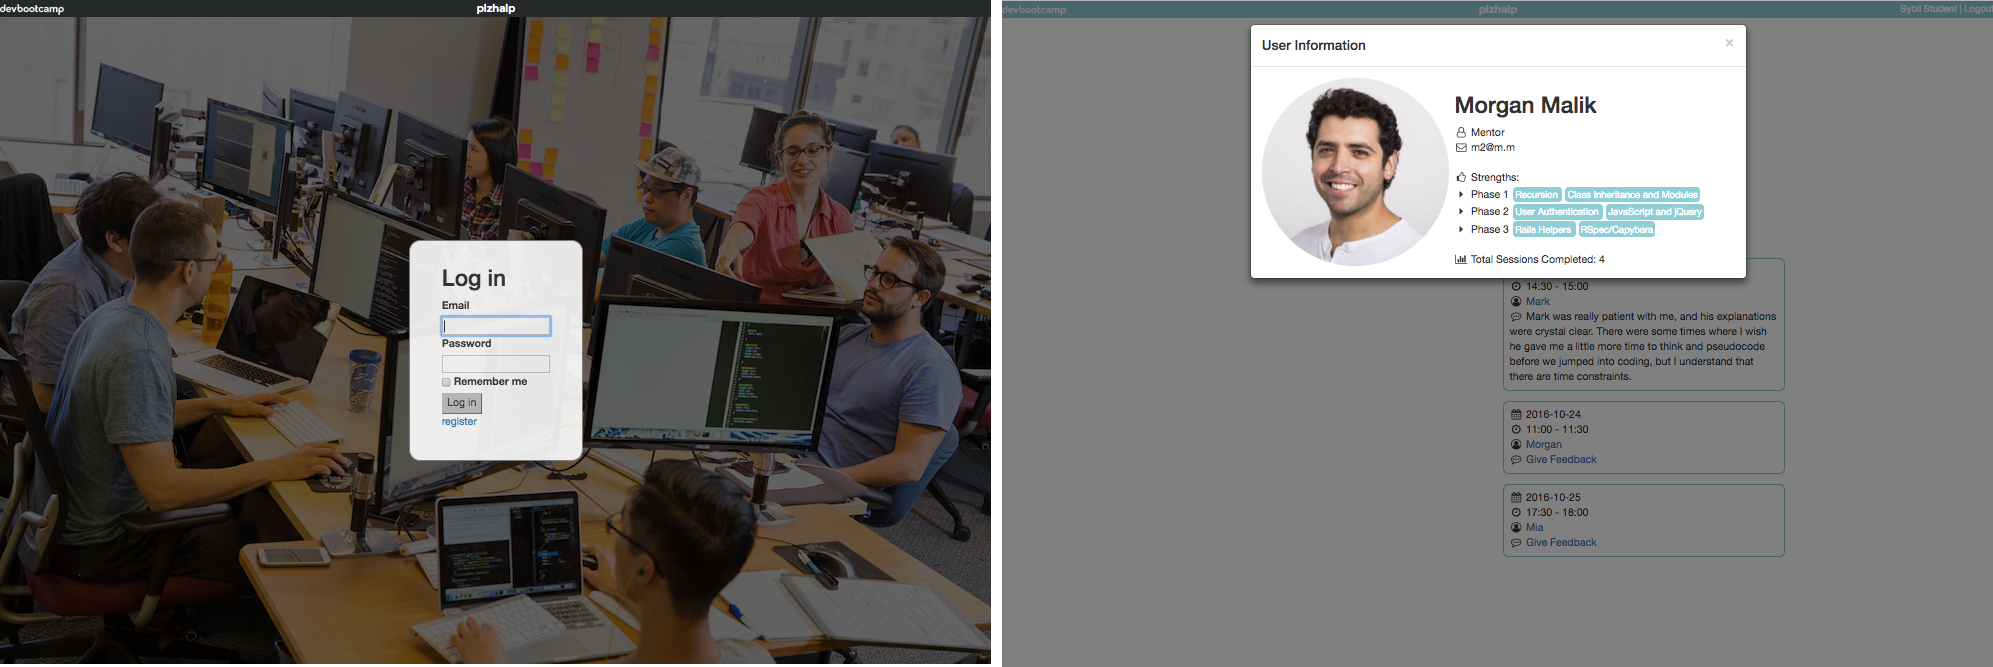 devbootcamp
plzhalp
Log in
Email
Password
Remember me
Log in
register
devbootcamp
plzhalp
Sybil Student | Logout
User Information
×
Morgan Malik
Mentor
m2@m.m
Strengths:
Phase 1 Recursion Class Inheritance and Modules
Phase 2 User Authentication JavaScript and jQuery
Phase 3 Rails Helpers RSpec/Capybara
Total Sessions Completed: 4
14:30 - 15:00
Mark
Mark was really patient with me, and his explanations
were crystal clear. There were some times where I wish
he gave me a little more time to think and pseudocode
before we jumped into coding, but I understand that
there are time constraints.
2016-10-24
11:00 - 11:30
Morgan
Give Feedback
2016-10-25
17:30 - 18:00
Mia
Give Feedback